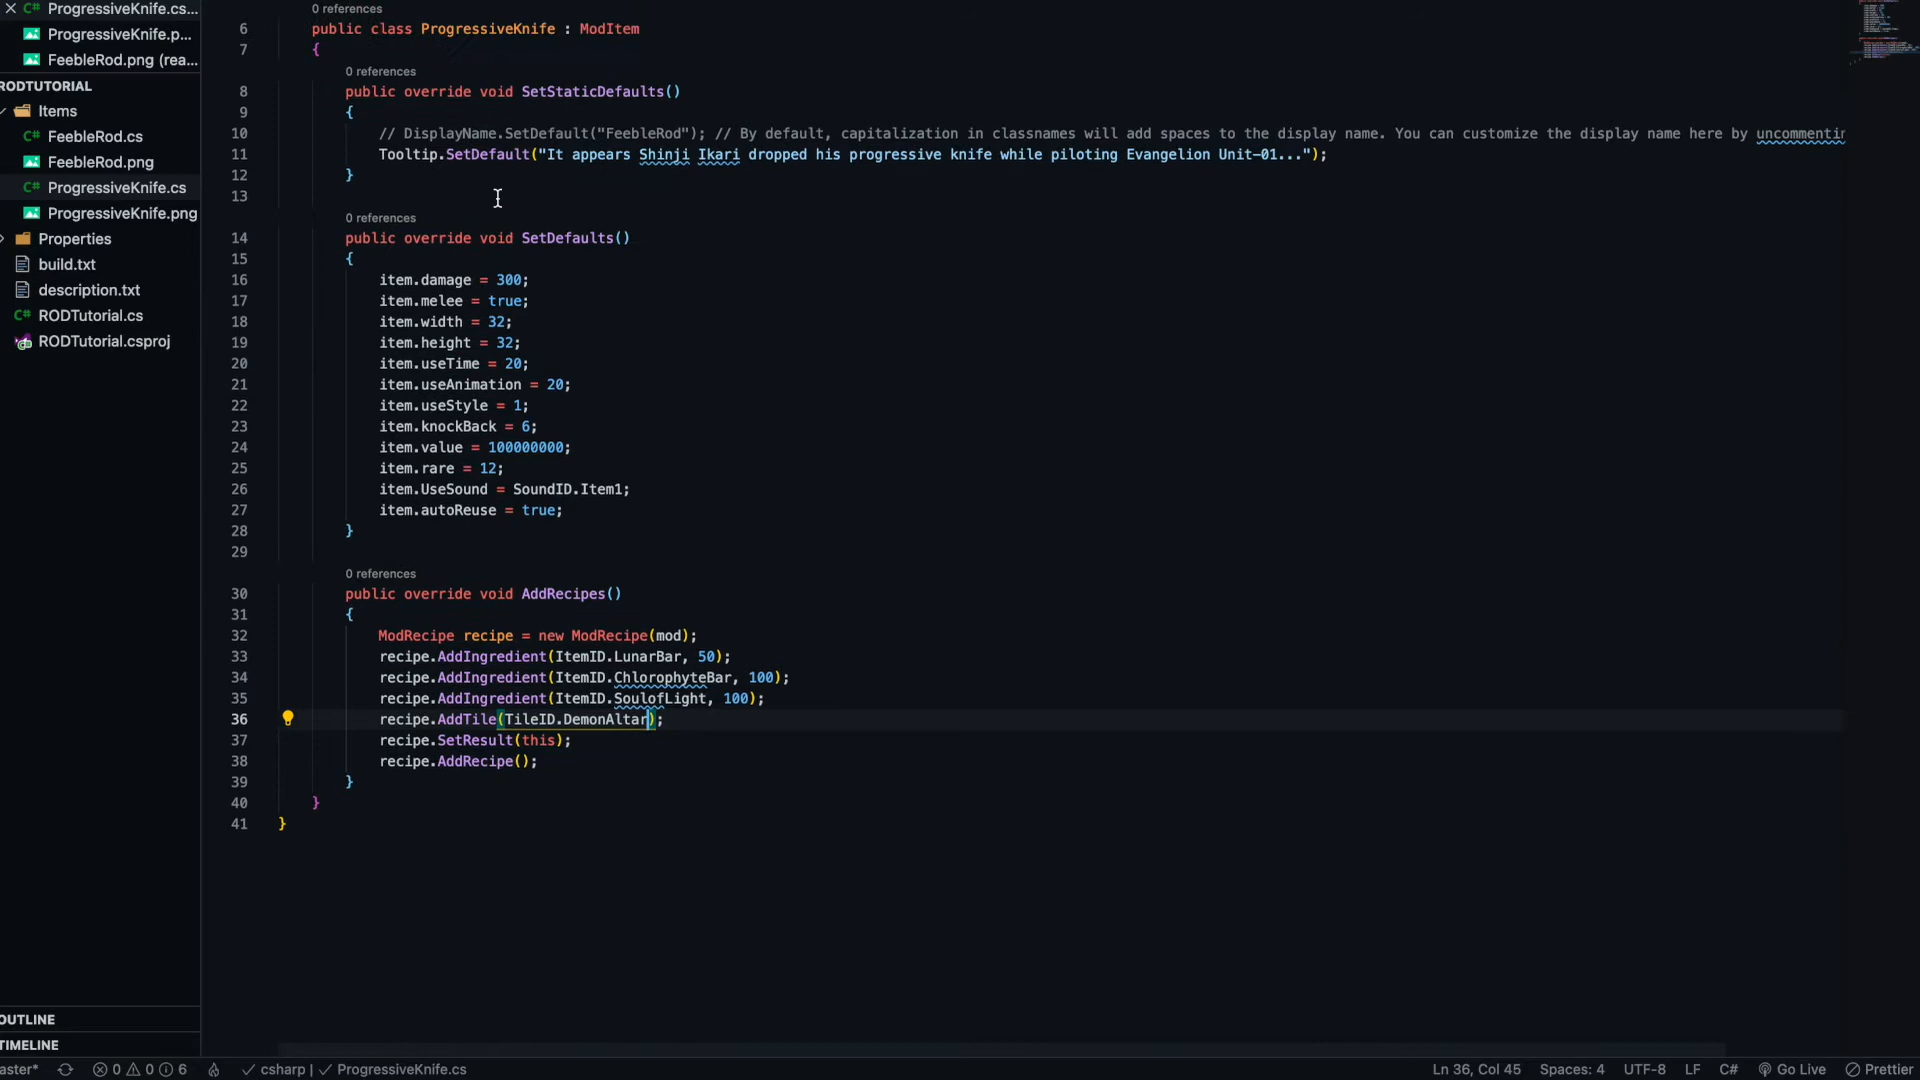 ProgressiveKnife.cs...
ProgressiveKnife.p...
FeebleRod.png (rea...
RODTUTORIAL
Items
FeebleRod.cs
FeebleRod.png
ProgressiveKnife.cs
ProgressiveKnife.png
Properties
build.txt
description.txt
RODTutorial.cs
RODTutorial.csproj
OUTLINE
TIMELINE
0 references
6 public class ProgressiveKnife : ModItem
7 {
0 references
8 public override void SetStaticDefaults()
9 {
10 // DisplayName.SetDefault("FeebleRod"); // By default, capitalization in classnames will add spaces to the display name. You can customize the display name here by uncommentin
11 Tooltip.SetDefault("It appears Shinji Ikari dropped his progressive knife while piloting Evangelion Unit-01...");
12 }
13
0 references
14 public override void SetDefaults()
15 {
16 item.damage = 300;
17 item.melee = true;
18 item.width = 32;
19 item.height = 32;
20 item.useTime = 20;
21 item.useAnimation = 20;
22 item.useStyle = 1;
23 item.knockBack = 6;
24 item.value = 100000000;
25 item.rare = 12;
26 item.UseSound = SoundID.Item1;
27 item.autoReuse = true;
28 }
29
0 references
30 public override void AddRecipes()
31 {
32 ModRecipe recipe = new ModRecipe(mod);
33 recipe.AddIngredient(ItemID.LunarBar, 50);
34 recipe.AddIngredient(ItemID.ChlorophyteBar, 100);
35 recipe.AddIngredient(ItemID.SoulofLight, 100);
36 recipe.AddTile(TileID.DemonAltar);
37 recipe.SetResult(this);
38 recipe.AddRecipe();
39 }
40 }
41 }
aster* 0 0 6 csharp | ProgressiveKnife.cs Ln 36, Col 45 Spaces: 4 UTF-8 LF C# Go Live Prettier